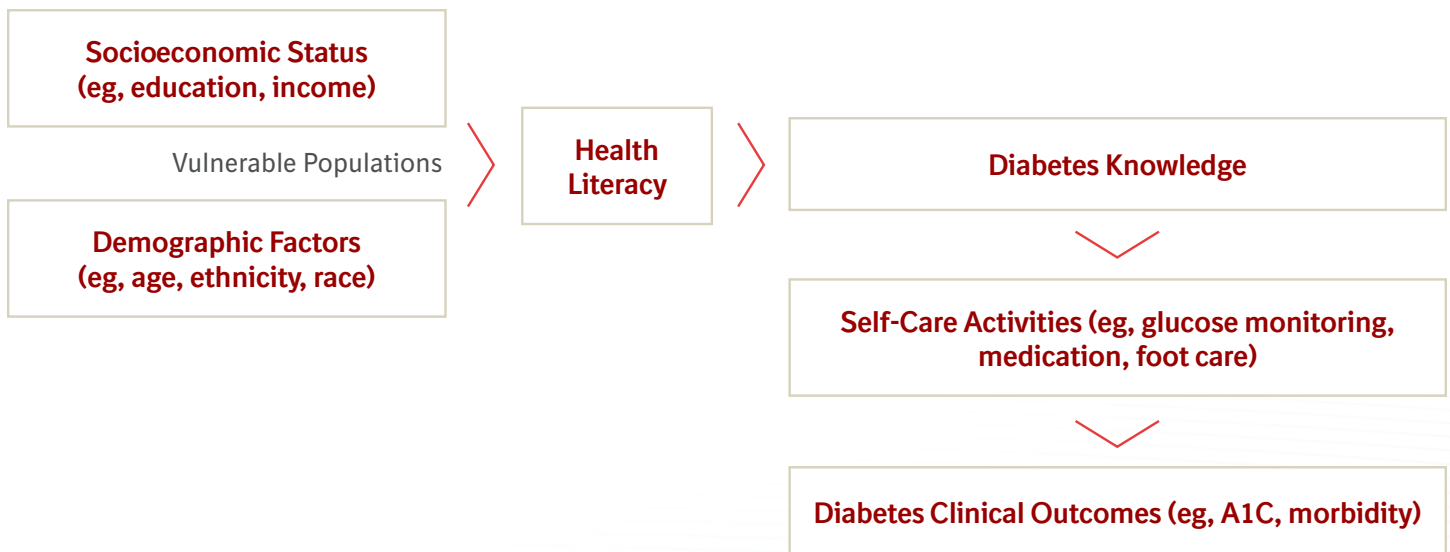 Socioeconomic Status
(eg, education, income)
Vulnerable Populations
Demographic Factors
(eg, age, ethnicity, race)
Health
Literacy
Diabetes Knowledge
Self-Care Activities (eg, glucose monitoring,
medication, foot care)
Diabetes Clinical Outcomes (eg, A1C, morbidity)